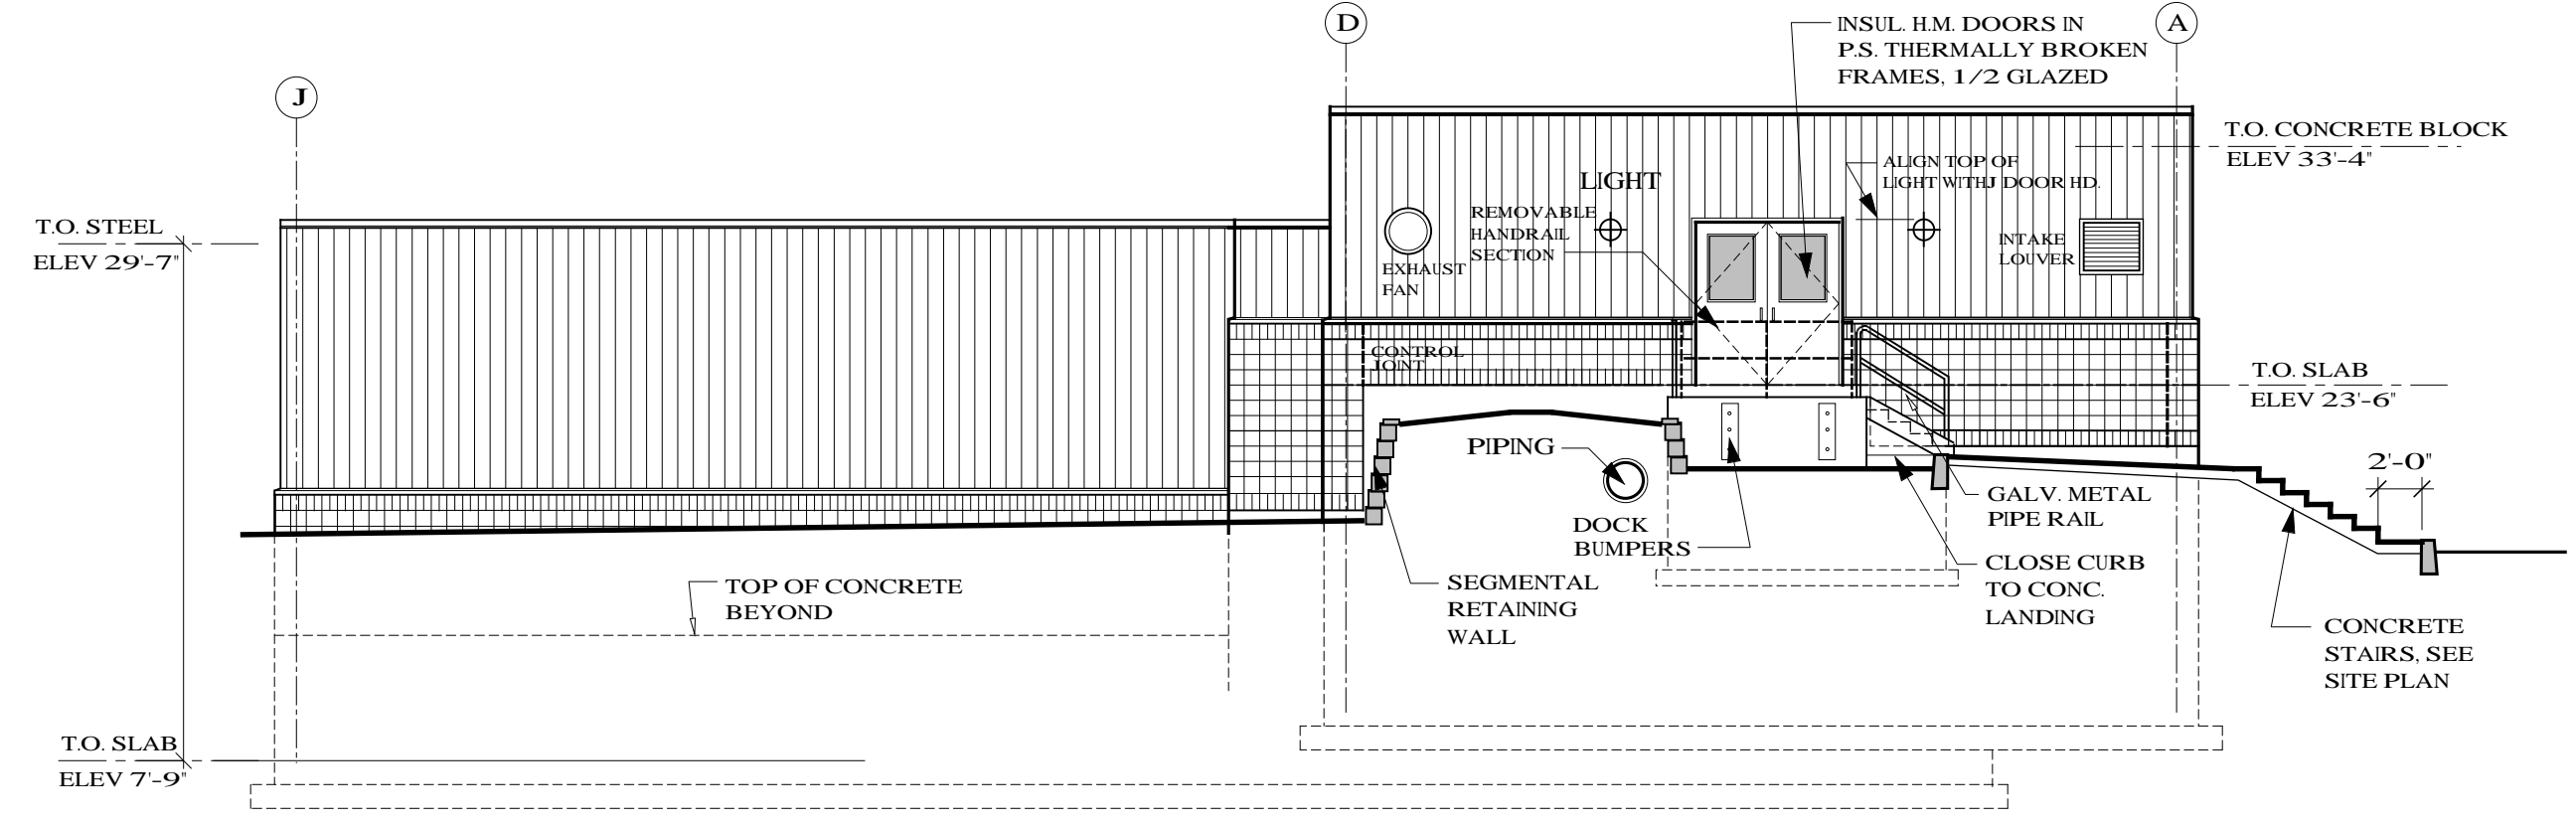 D
A
J
INSUL. H.M. DOORS IN
P.S. THERMALLY BROKEN
FRAMES, 1/2 GLAZED
T.O. CONCRETE BLOCK
ELEV 33'-4"
ALIGN TOP OF
LIGHT WITHJ DOOR HD.
LIGHT
REMOVABLE
HANDRAIL
SECTION
T.O. STEEL
ELEV 29'-7"
EXHAUST
FAN
INTAKE
LOUVER
CONTROL
JOINT
T.O. SLAB
ELEV 23'-6"
PIPING
2'-0"
GALV. METAL
PIPE RAIL
DOCK
BUMPERS
CLOSE CURB
TO CONC.
LANDING
SEGMENTAL
RETAINING
WALL
TOP OF CONCRETE
BEYOND
CONCRETE
STAIRS, SEE
SITE PLAN
T.O. SLAB
ELEV 7'-9"